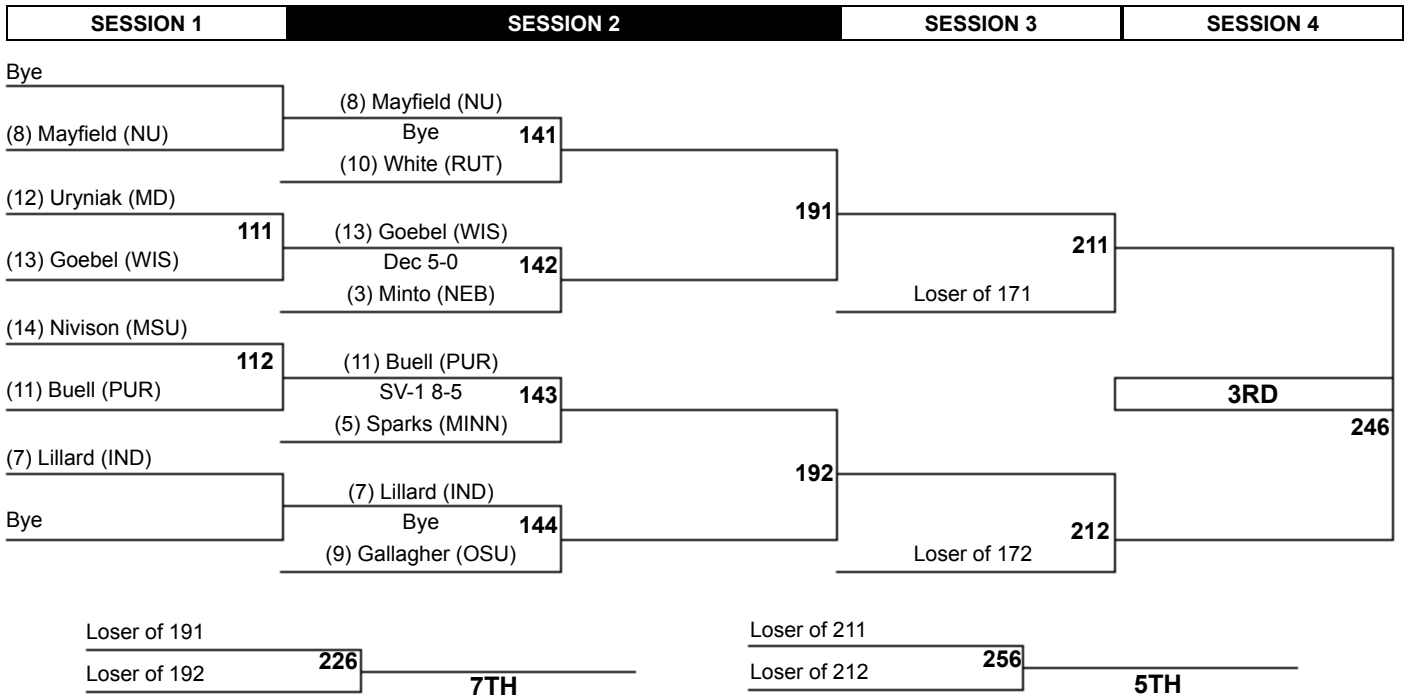 SESSION 1
SESSION 2
SESSION 3
SESSION 4
Bye
(8) Mayfield (NU)
(12) Uryniak (MD)
111
(13) Goebel (WIS)
(14) Nivison (MSU)
112
(11) Buell (PUR)
(7) Lillard (IND)
Bye
(8) Mayfield (NU)
Bye
141
(10) White (RUT)
(13) Goebel (WIS)
Dec 5-0
142
(3) Minto (NEB)
(11) Buell (PUR)
SV-1 8-5
143
(5) Sparks (MINN)
(7) Lillard (IND)
Bye
144
(9) Gallagher (OSU)
191
192
211
Loser of 171
212
Loser of 172
3RD
246
Loser of 191
226
Loser of 192
7TH
Loser of 211
256
Loser of 212
5TH